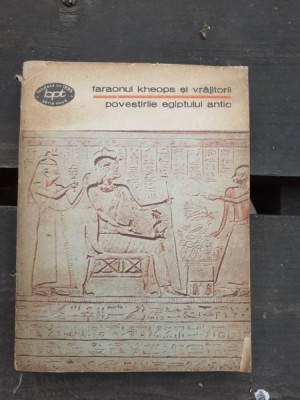 bpt
faraonul kheops și vrăjitorii
povestirile egiptului antic